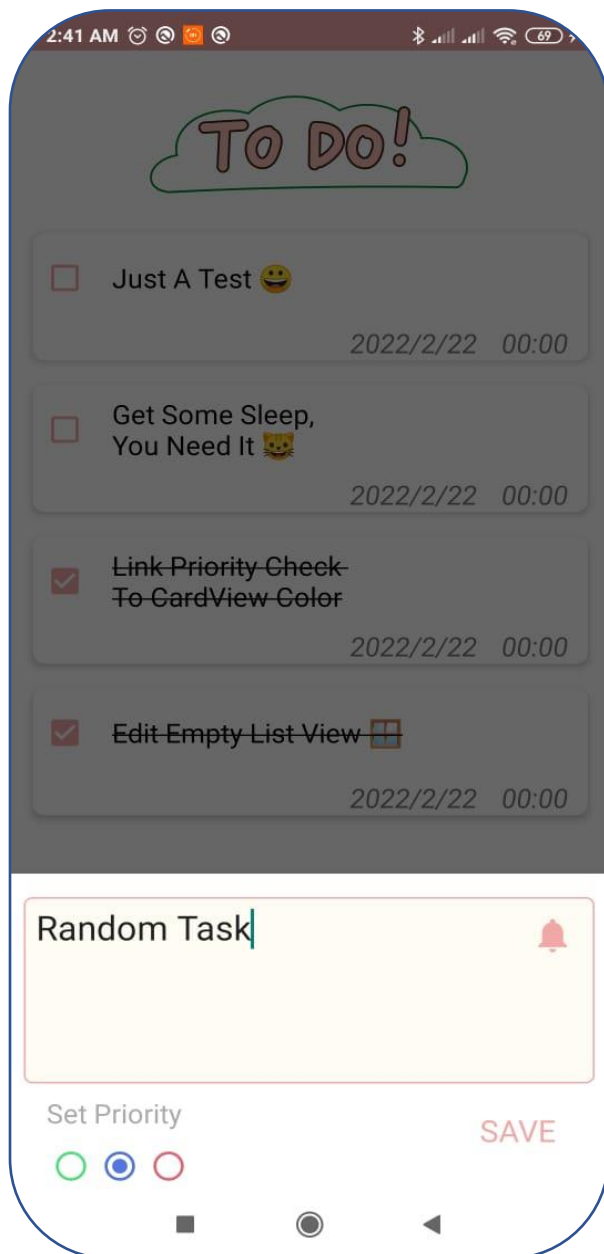 2:41 AM
69
TO DO!
Just A Test 😀
2022/2/22 00:00
Get Some Sleep,
You Need It 😺
2022/2/22 00:00
Link Priority Check
To CardView Color
2022/2/22 00:00
Edit Empty List View 🪟
2022/2/22 00:00
Random Task
Set Priority
SAVE